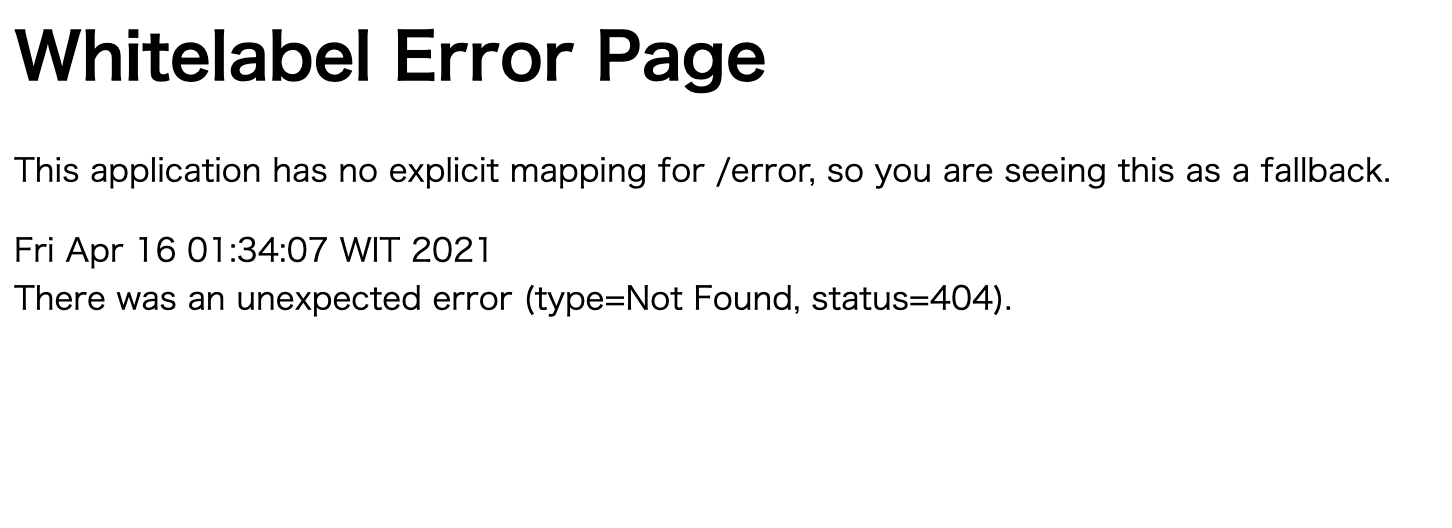 Whitelabel Error Page
This application has no explicit mapping for /error, so you are seeing this as a fallback.
Fri Apr 16 01:34:07 WIT 2021
There was an unexpected error (type=Not Found, status=404).